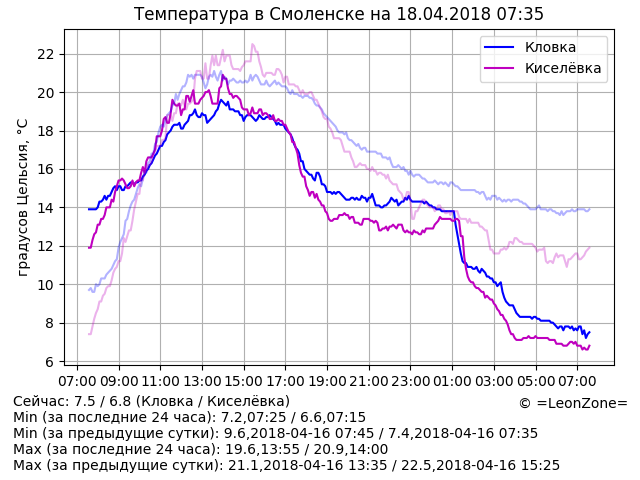 Температура в Смоленске на 18.04.2018 07:35
градусов Цельсия, °C
22
20
18
16
14
12
10
8
6
Кловка
Киселёвка
07:00 09:00 11:00 13:00 15:00 17:00 19:00 21:00 23:00 01:00 03:00 05:00 07:00
Сейчас: 7.5 / 6.8 (Кловка / Киселёвка)
© =LeonZone=
Min (за последние 24 часа): 7.2,07:25 / 6.6,07:15
Min (за предыдущие сутки): 9.6,2018-04-16 07:45 / 7.4,2018-04-16 07:35
Max (за последние 24 часа): 19.6,13:55 / 20.9,14:00
Max (за предыдущие сутки): 21.1,2018-04-16 13:35 / 22.5,2018-04-16 15:25